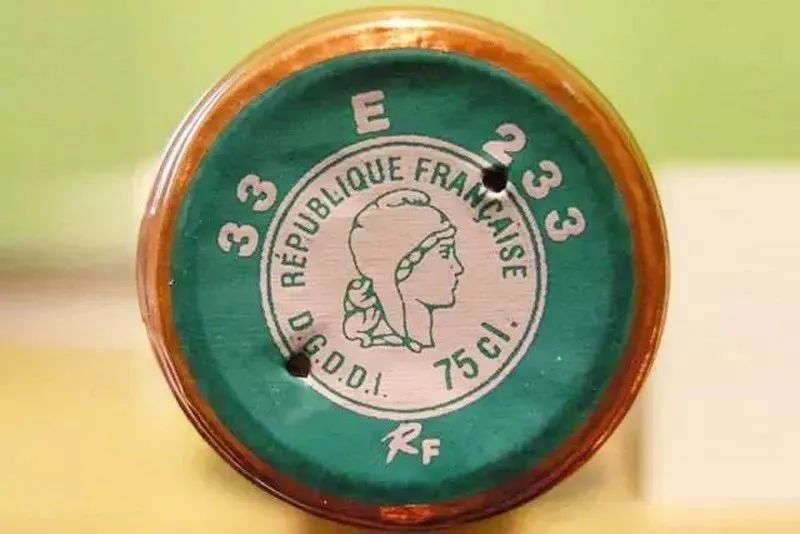 33 E 233
RÉPUBLIQUE FRANÇAISE
D.G.D.D.I. 75 cl.
RF